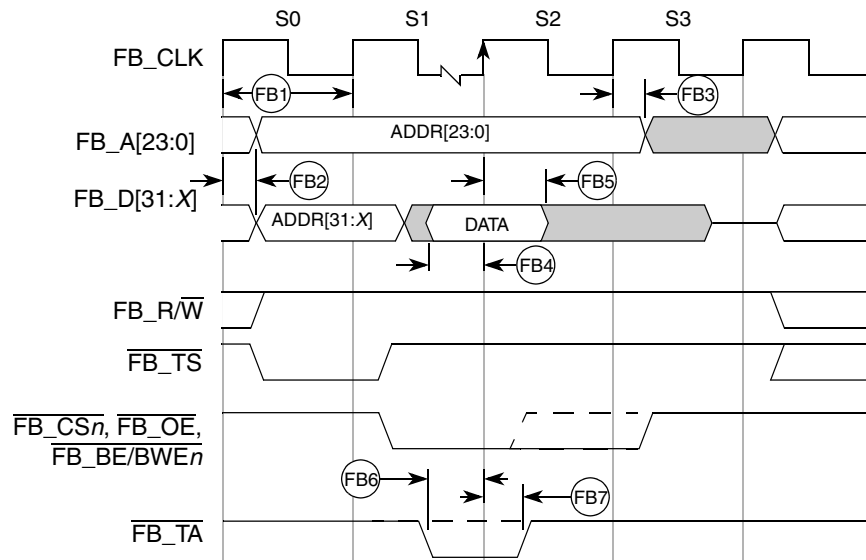 S0 S1 S2 S3
FB_CLK
FB1
FB3
FB_A[23:0]
ADDR[23:0]
FB2
FB5
FB_D[31:X]
ADDR[31:X]
DATA
FB4
FB_R/W
FB_TS
FB_CSn, FB_OE,
FB_BE/BWEn
FB6
FB7
FB_TA